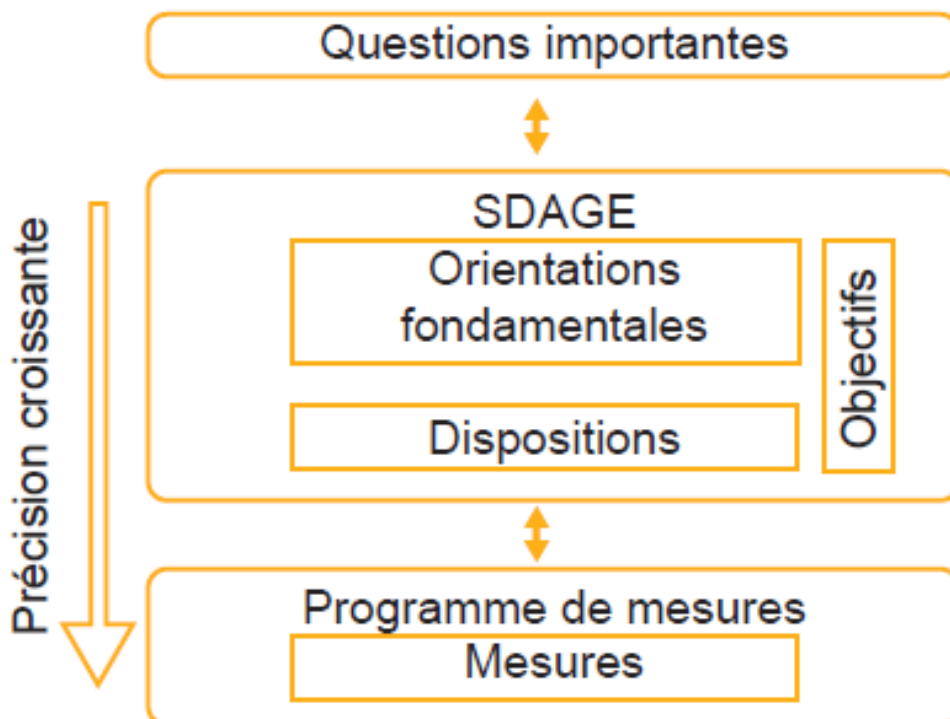 Questions importantes
Précision croissante
SDAGE
Orientations
fondamentales
Objectifs
Dispositions
Programme de mesures
Mesures